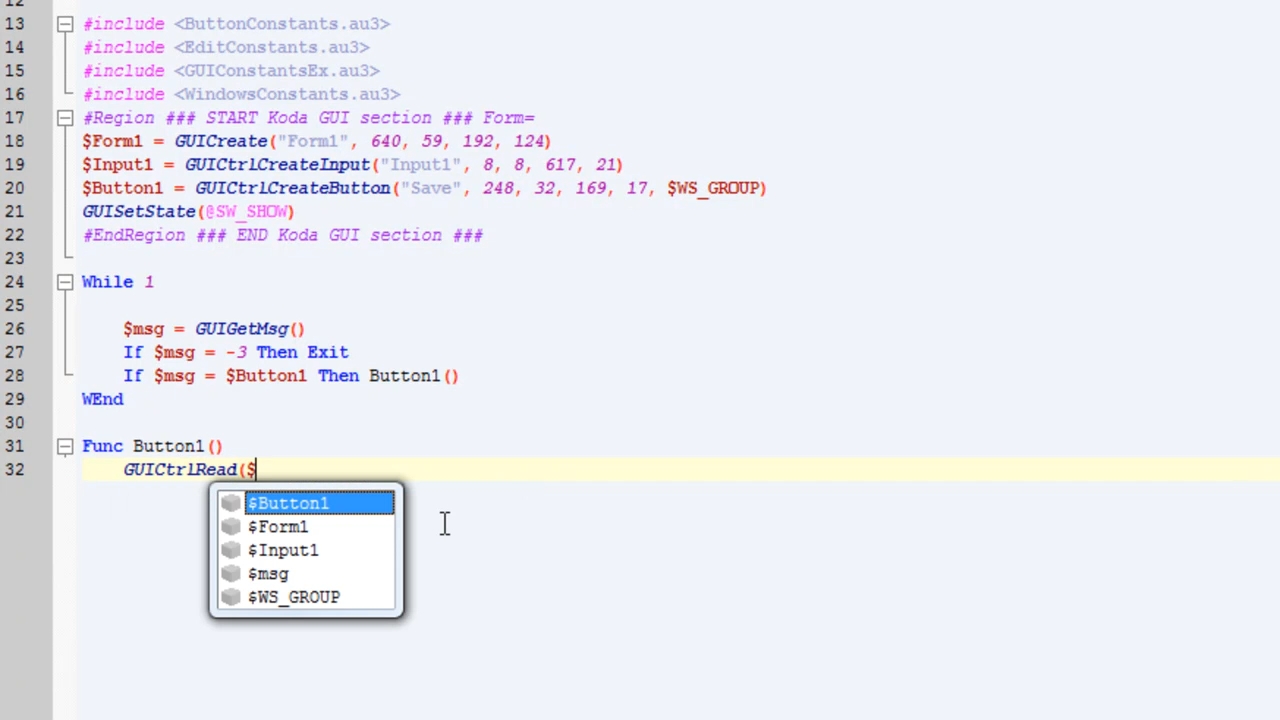 12
13 #include <ButtonConstants.au3>
14 #include <EditConstants.au3>
15 #include <GUIConstantsEx.au3>
16 #include <WindowsConstants.au3>
17 #Region ### START Koda GUI section ### Form=
18 $Form1 = GUICreate("Form1", 640, 59, 192, 124)
19 $Input1 = GUICtrlCreateInput("Input1", 8, 8, 617, 21)
20 $Button1 = GUICtrlCreateButton("Save", 248, 32, 169, 17, $WS_GROUP)
21 GUISetState(@SW_SHOW)
22 #EndRegion ### END Koda GUI section ###
23
24 While 1
25
26 $msg = GUIGetMsg()
27 If $msg = -3 Then Exit
28 If $msg = $Button1 Then Button1()
29 WEnd
30
31 Func Button1()
32 GUICtrlRead($
$Button1
$Form1
$Input1
$msg
$WS_GROUP